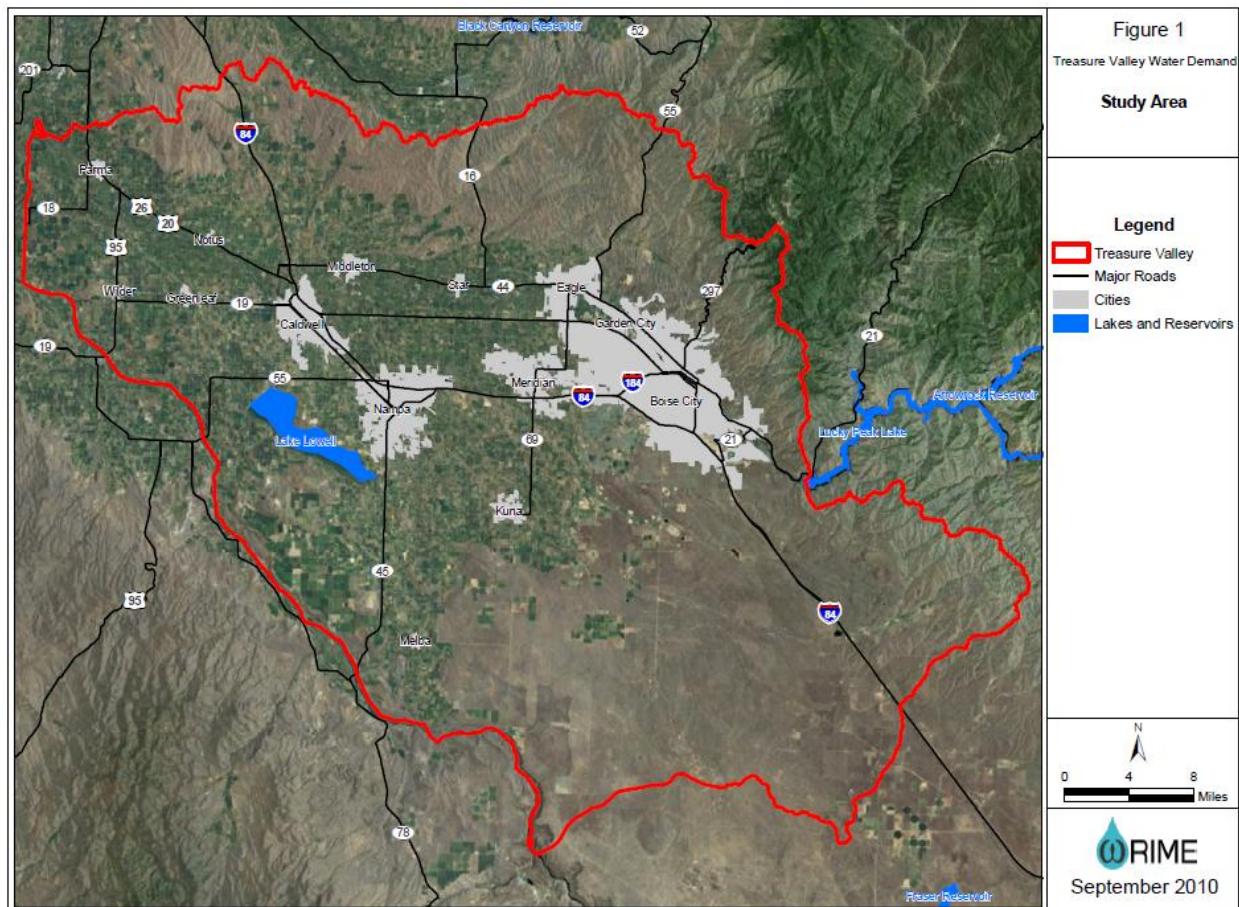 Figure 1
Treasure Valley Water Demand
Study Area
Legend
Treasure Valley
Major Roads
Cities
Lakes and Reservoirs
N
0 4 8
Miles
WRIME
September 2010
Black Canyon Reservoir
52
201
55
84
Parma
16
18
26
20
95
Notus
Middleton
Star
44
Eagle
297
Wilder
Greenleaf
19
Caldwell
Garden City
21
19
55
Meridian
84
184
Nampa
Boise City
Arrowrock Reservoir
Lake Lowell
69
21
Lucky Peak Lake
Kuna
45
95
84
Melba
78
Fraser Reservoir